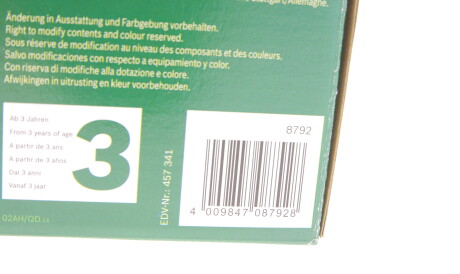 Stuttgart/Allemagne.
Änderung in Ausstattung und Farbgebung vorbehalten.
Right to modify contents and colour reserved.
Sous réserve de modification au niveau des composants et des couleurs.
Salvo modificaciones con respecto a equipamiento y color.
Con riserva di modifiche alla dotazione e colore.
Afwijkingen in uitrusting en kleur voorbehouden.
Ab 3 Jahren
From 3 years of age
A partir de 3 ans
A partir de 3 años
Dai 3 anni
Vanaf 3 jaar
3
EDV-Nr.: 457 341
8792
4 009847 087928